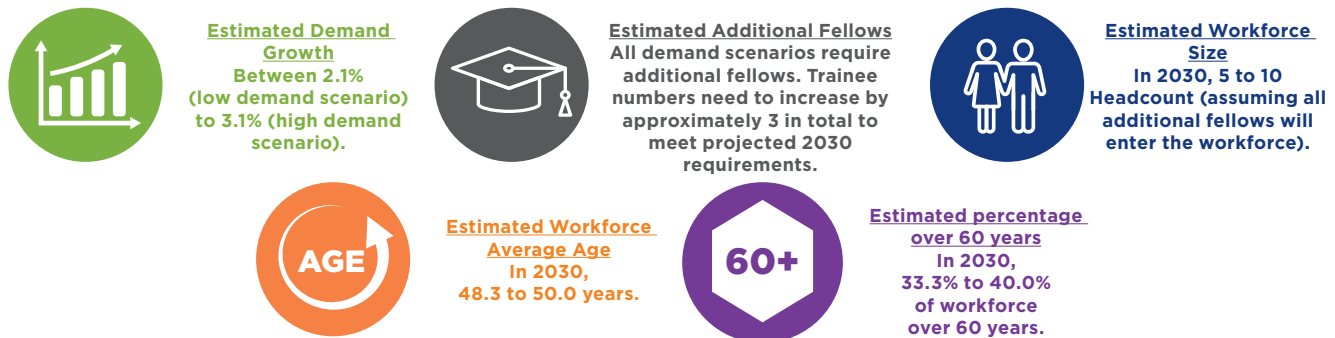 Estimated Demand
Growth
Between 2.1%
(low demand scenario)
to 3.1% (high demand
scenario).
Estimated Additional Fellows
All demand scenarios require
additional fellows. Trainee
numbers need to increase by
approximately 3 in total to
meet projected 2030
requirements.
Estimated Workforce
Size
In 2030, 5 to 10
Headcount (assuming all
additional fellows will
enter the workforce).
AGE
Estimated Workforce
Average Age
In 2030,
48.3 to 50.0 years.
60+
Estimated percentage
over 60 years
In 2030,
33.3% to 40.0%
of workforce
over 60 years.